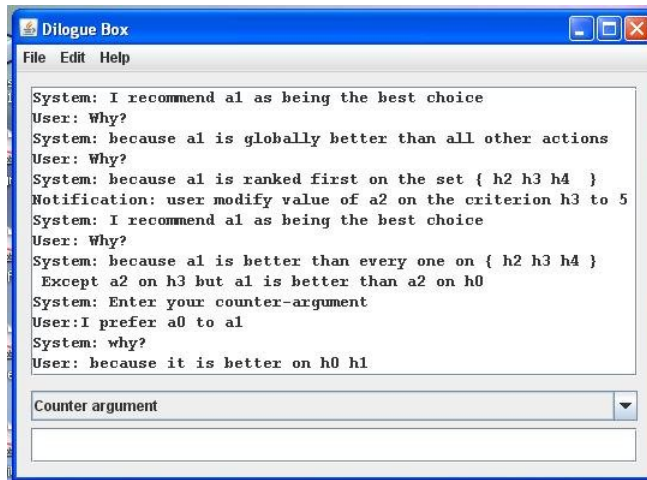 Dilogue Box
File Edit Help
System: I recommend a1 as being the best choice
User: Why?
System: because a1 is globally better than all other actions
User: Why?
System: because a1 is ranked first on the set { h2 h3 h4 }
Notification: user modify value of a2 on the criterion h3 to 5
System: I recommend a1 as being the best choice
User: Why?
System: because a1 is better than every one on { h2 h3 h4 }
Except a2 on h3 but a1 is better than a2 on h0
System: Enter your counter-argument
User:I prefer a0 to a1
System: why?
User: because it is better on h0 h1
Counter argument